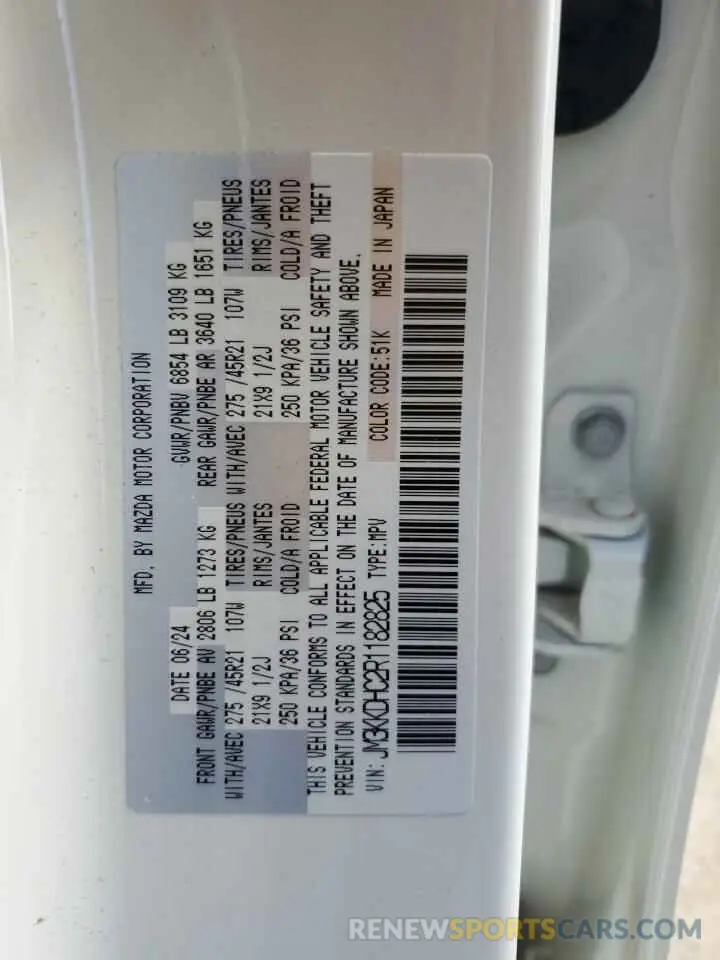 MFD. BY MAZDA MOTOR CORPORATION
DATE 06/24 GVWR/PNBV 6854 LB 3109 KG
FRONT GAWR/PNBE AV 2806 LB 1273 KG REAR GAWR/PNBE AR 3640 LB 1651 KG
WITH/AVEC 275 /45R21 107W TIRES/PNEUS WITH/AVEC 275 /45R21 107W TIRES/PNEUS
21X9 1/2J RIMS/JANTES 21X9 1/2J RIMS/JANTES
250 KPA/36 PSI COLD/A FROID 250 KPA/36 PSI COLD/A FROID
THIS VEHICLE CONFORMS TO ALL APPLICABLE FEDERAL MOTOR VEHICLE SAFETY AND THEFT
PREVENTION STANDARDS IN EFFECT ON THE DATE OF MANUFACTURE SHOWN ABOVE.
VIN: JM3KKDHC2R1182825 TYPE:MPV COLOR CODE:51K MADE IN JAPAN
RENEWSPORTSCARS.COM